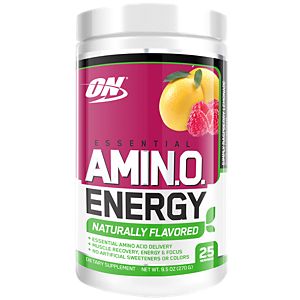 ON
ESSENTIAL
AMIN.O.
ENERGY
NATURALLY FLAVORED
• ESSENTIAL AMINO ACID DELIVERY
• MUSCLE RECOVERY, ENERGY & FOCUS
• NO ARTIFICIAL SWEETENERS OR COLORS
25
SERVINGS
DIETARY SUPPLEMENT NET WT. 9.5 OZ (270 G)